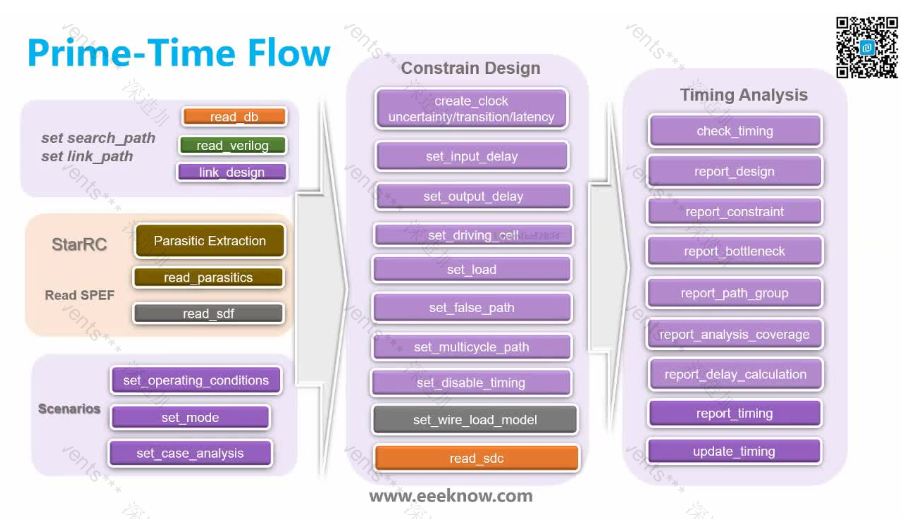 Prime-Time Flow
set search_path
set link_path
read_db
read_verilog
link_design
StarRC
Parasitic Extraction
Read SPEF
read_parasitics
read_sdf
Scenarios
set_operating_conditions
set_mode
set_case_analysis
Constrain Design
create_clock
uncertainty/transition/latency
set_input_delay
set_output_delay
set_driving_cell
set_load
set_false_path
set_multicycle_path
set_disable_timing
set_wire_load_model
read_sdc
Timing Analysis
check_timing
report_design
report_constraint
report_bottleneck
report_path_group
report_analysis_coverage
report_delay_calculation
report_timing
update_timing
www.eeeknow.com